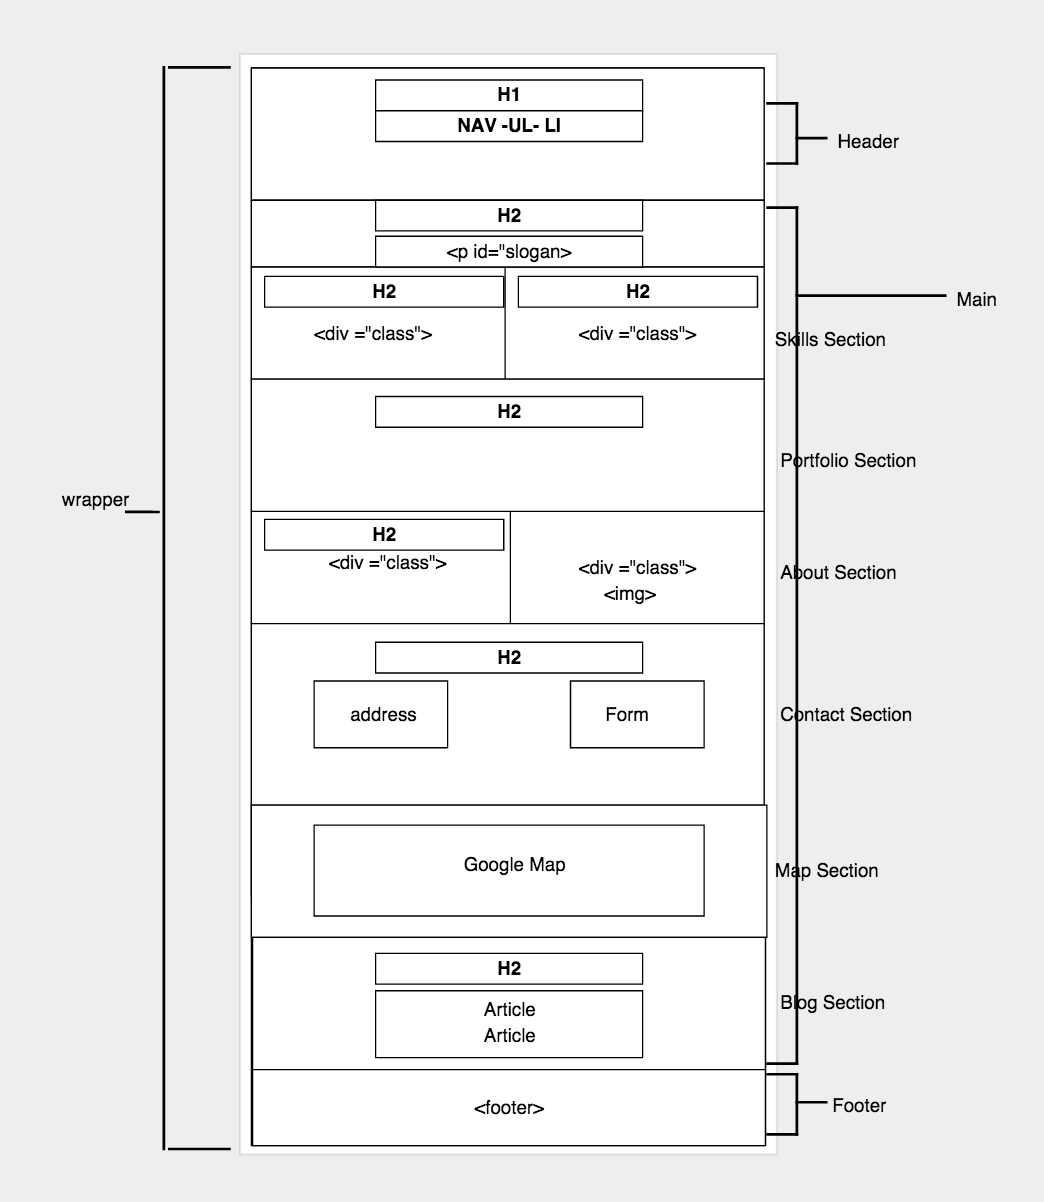 H1
NAV -UL- LI
Header
H2
<p id="slogan>
H2
H2
Main
<div ="class">
<div ="class">
Skills Section
H2
Portfolio Section
wrapper
H2
<div ="class">
<div ="class">
<img>
About Section
H2
address
Form
Contact Section
Google Map
Map Section
H2
Article
Article
Blog Section
<footer>
Footer